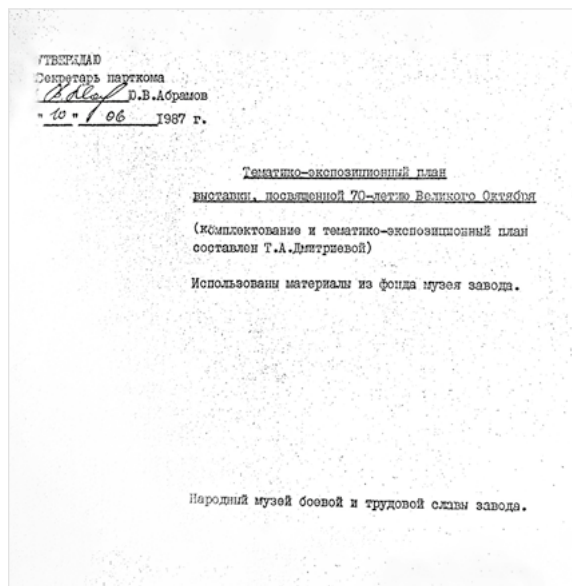 УТВЕРЖДАЮ
Секретарь парткома
Ю.В.Абрамов
"10" 06 1987 г.
Тематико-экспозиционный план
выставки, посвященной 70-летию Великого Октября
(комплектование и тематико-экспозиционный план
составлен Т.А.Дмитриевой)
Использованы материалы из фонда музея завода.
Народный музей боевой и трудовой славы завода.